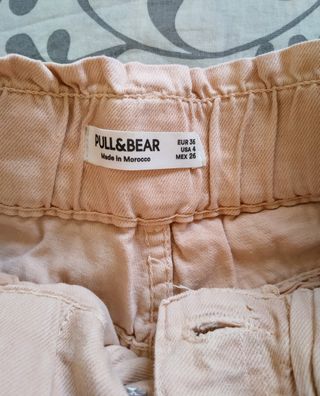 PULL&BEAR
Made in Morocco
EUR 36
USA 4
MEX 26